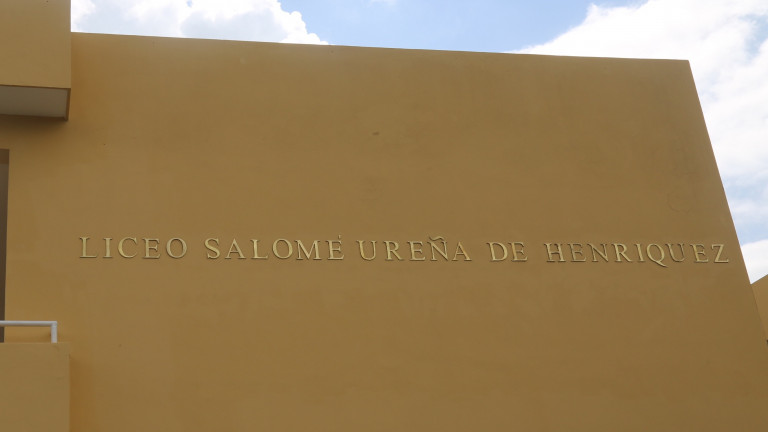 LICEO SALOMÉ UREÑA DE HENRIQUEZ